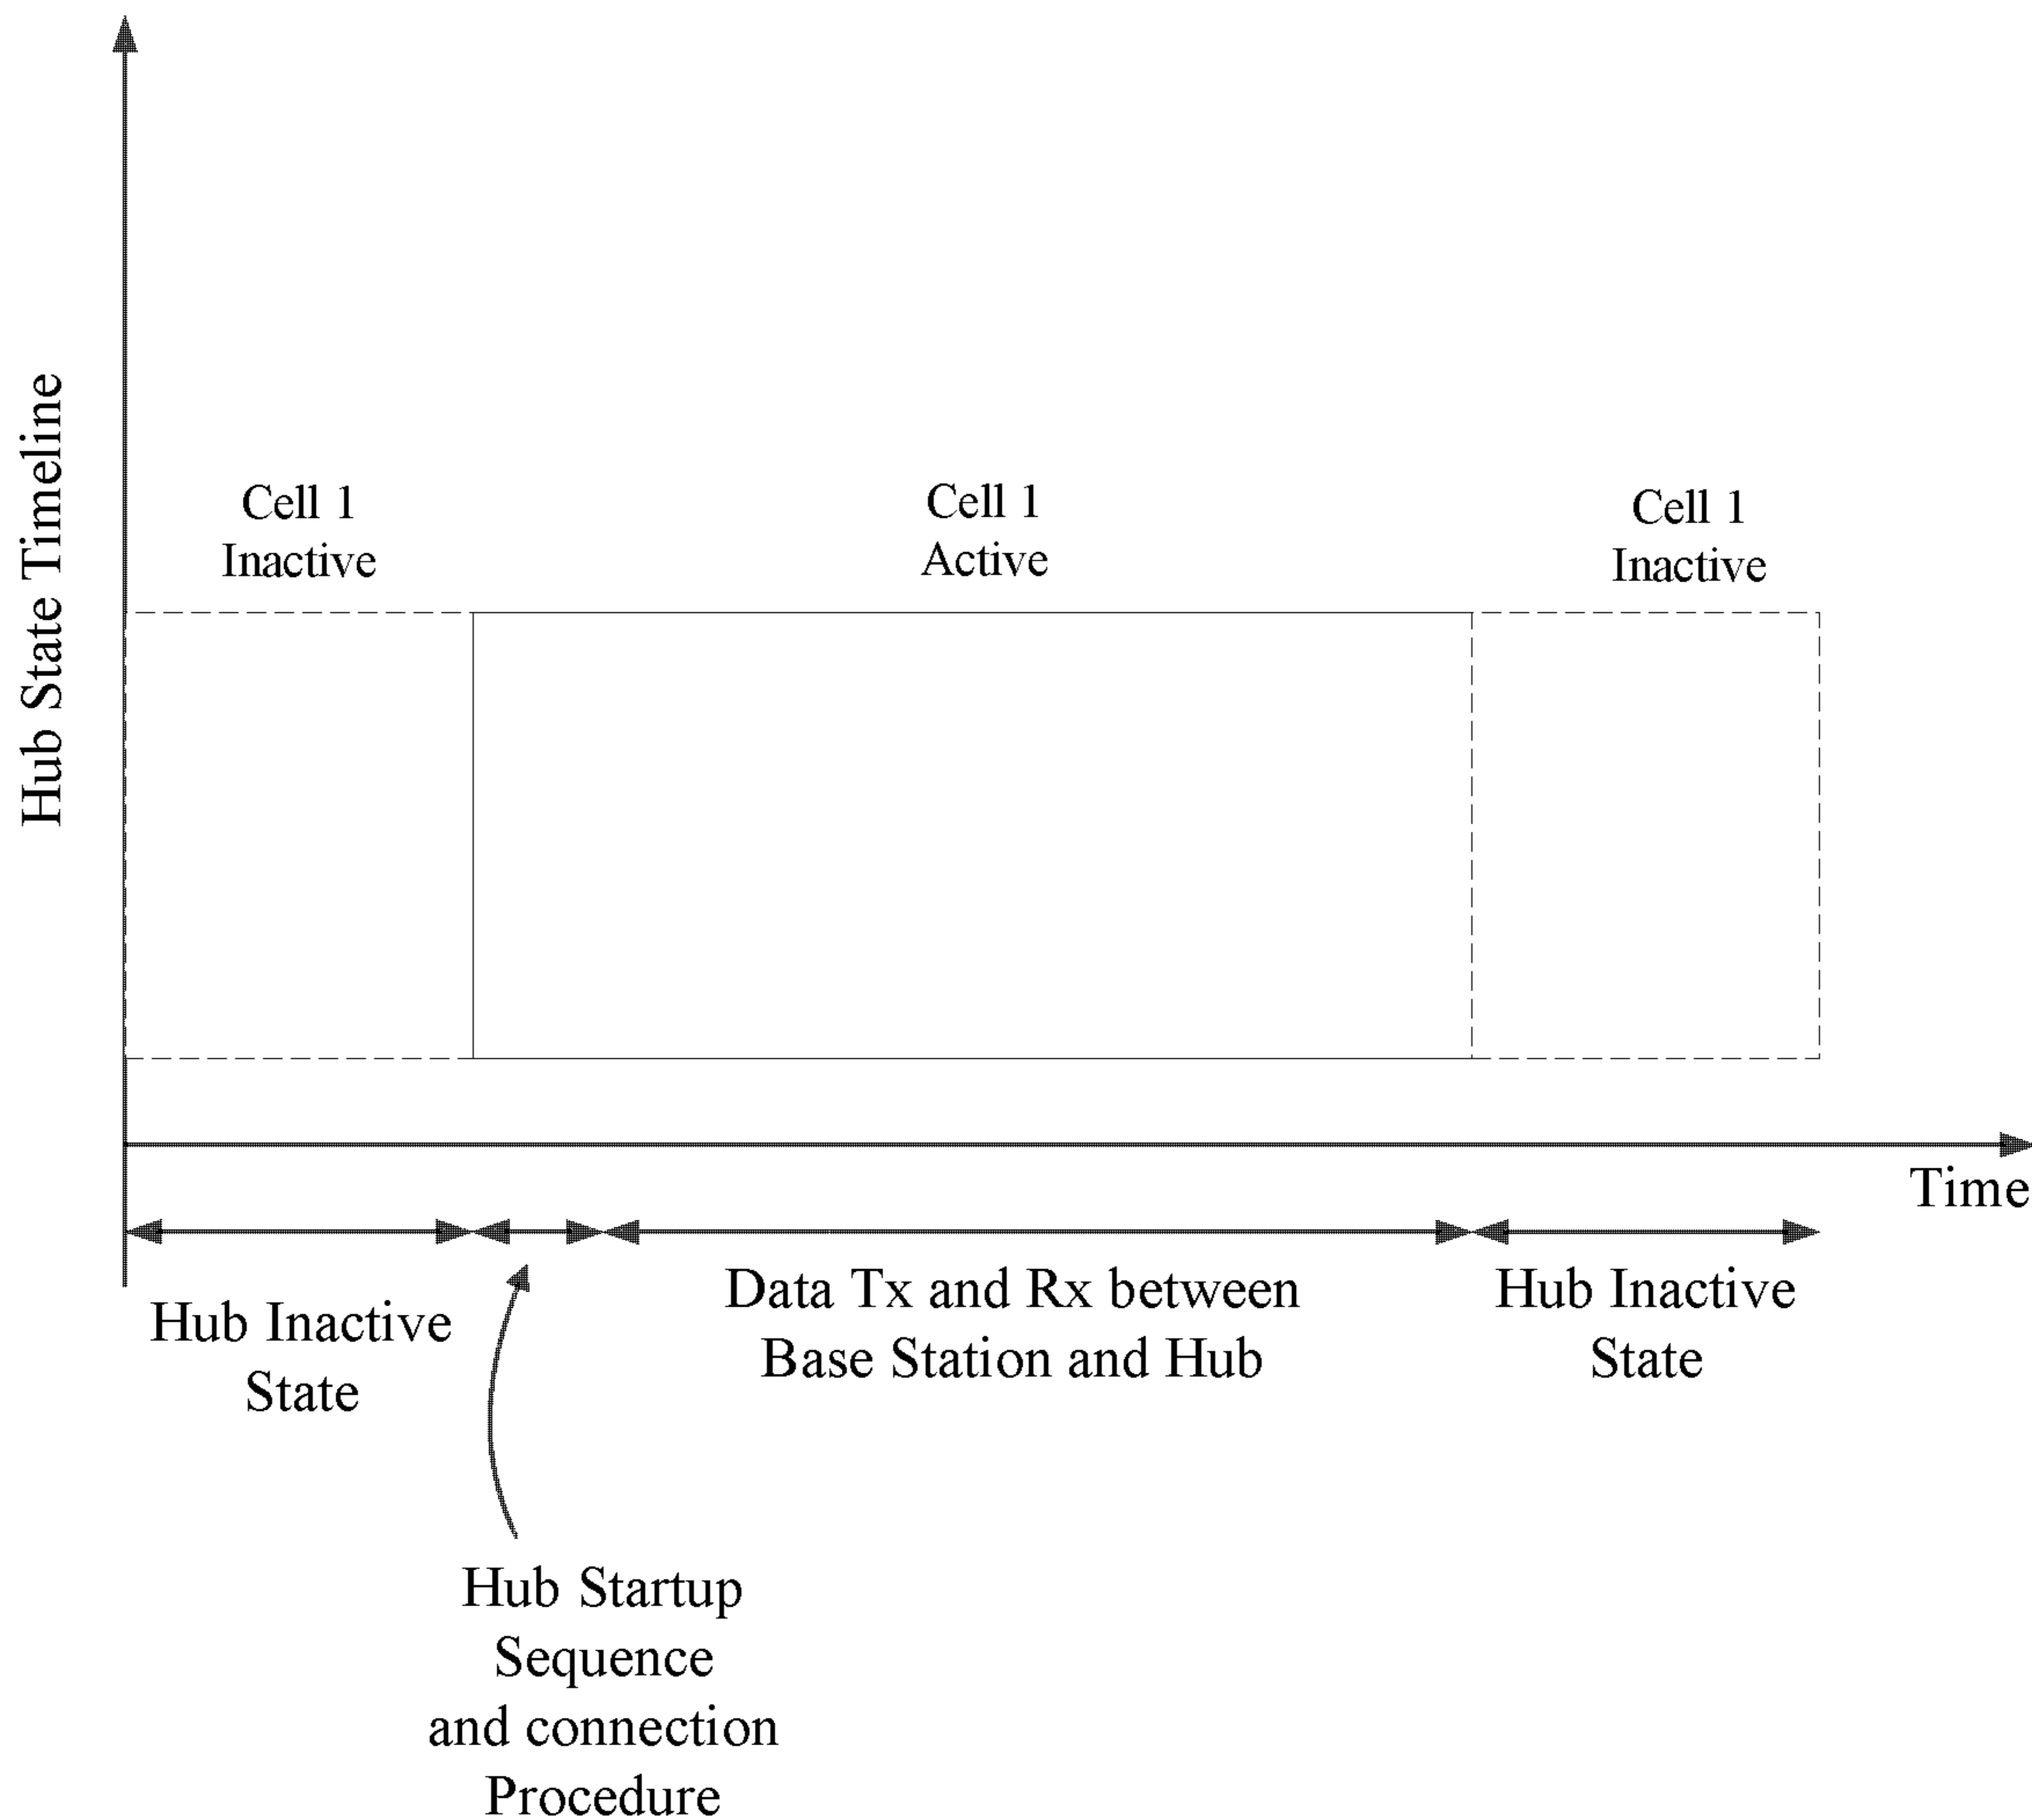 Hub State Timeline
Cell 1
Inactive
Cell 1
Active
Cell 1
Inactive
Time
Hub Inactive
State
Data Tx and Rx between
Base Station and Hub
Hub Inactive
State
Hub Startup
Sequence
and connection
Procedure